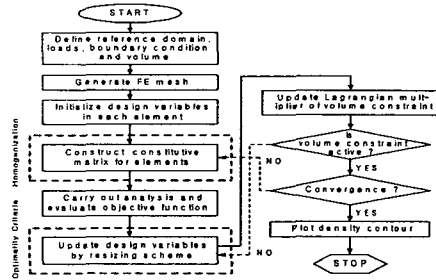 START
Define reference domain,
loads, boundary condition
and volume
Generate FE mesh
Initialize design variables
in each element
Homogenization
Construct constitutive
matrix for elements
Carry out analysis and
evaluate objective function
Optimality Criteria
Update design variables
by resizing scheme
Update Lagrangian mult-
iplier of volume constraint
Is
volume constraint
active ?
NO
YES
Convergence ?
NO
YES
Plot density contour
STOP